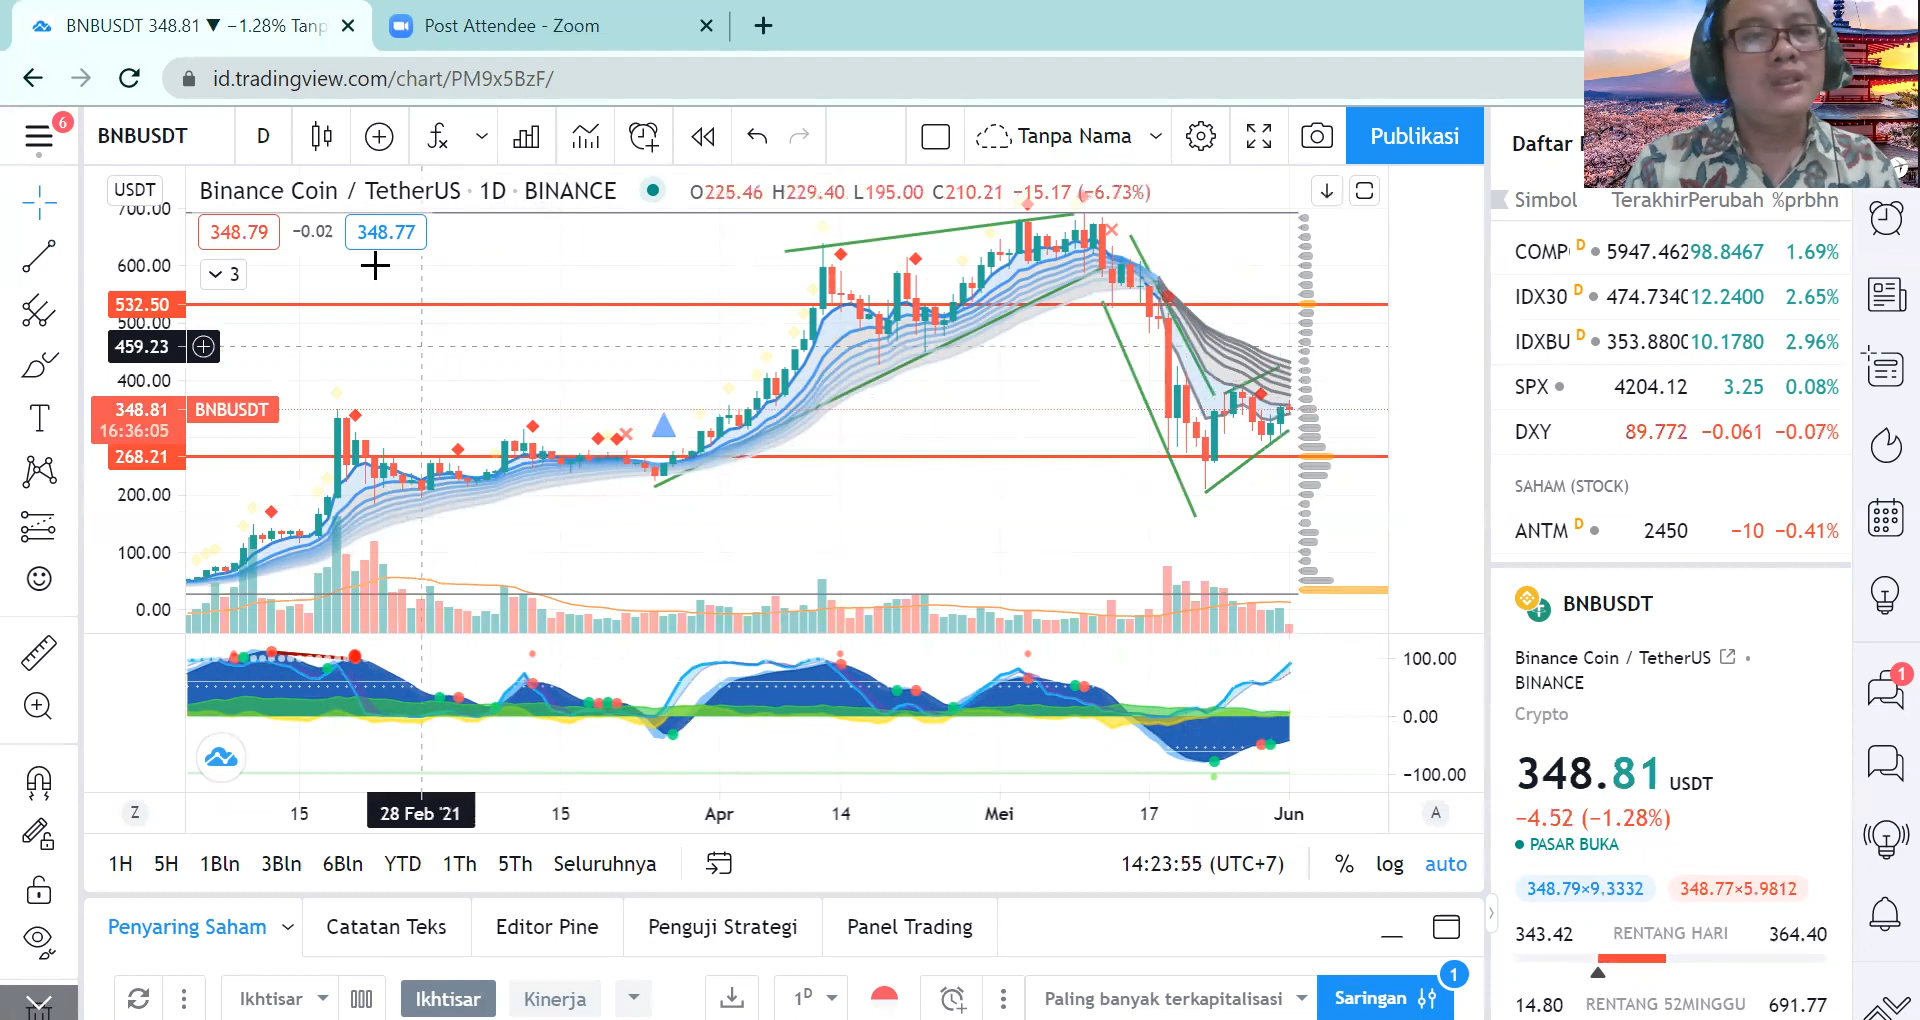 BNBUSDT 348.81 ▼ −1.28% Tanp
Post Attendee - Zoom
id.tradingview.com/chart/PM9x5BzF/
6
BNBUSDT
D
Tanpa Nama
Publikasi
Daftar
USDT
Binance Coin / TetherUS · 1D · BINANCE
O225.46 H229.40 L195.00 C210.21 −15.17 (−6.73%)
348.79
−0.02
348.77
3
700.00
600.00
532.50
500.00
459.23
400.00
348.81
16:36:05
BNBUSDT
268.21
200.00
100.00
0.00
100.00
0.00
−100.00
Z
15
28 Feb '21
15
Apr
14
Mei
17
Jun
A
1H 5H 1Bln 3Bln 6Bln YTD 1Th 5Th Seluruhnya
14:23:55 (UTC+7)
% log auto
Penyaring Saham
Catatan Teks
Editor Pine
Penguji Strategi
Panel Trading
Ikhtisar
Ikhtisar
Kinerja
1D
Paling banyak terkapitalisasi
Saringan
1
Simbol Terakhir Perubah %prbhn
COMP D 5947.462 98.8467 1.69%
IDX30 D 474.7340 12.2400 2.65%
IDXBU D 353.8800 10.1780 2.96%
SPX 4204.12 3.25 0.08%
DXY 89.772 −0.061 −0.07%
SAHAM (STOCK)
ANTM D 2450 −10 −0.41%
BNBUSDT
Binance Coin / TetherUS
BINANCE
Crypto
348.81 USDT
−4.52 (−1.28%)
PASAR BUKA
348.79×9.3332
348.77×5.9812
343.42 RENTANG HARI 364.40
14.80 RENTANG 52MINGGU 691.77
1